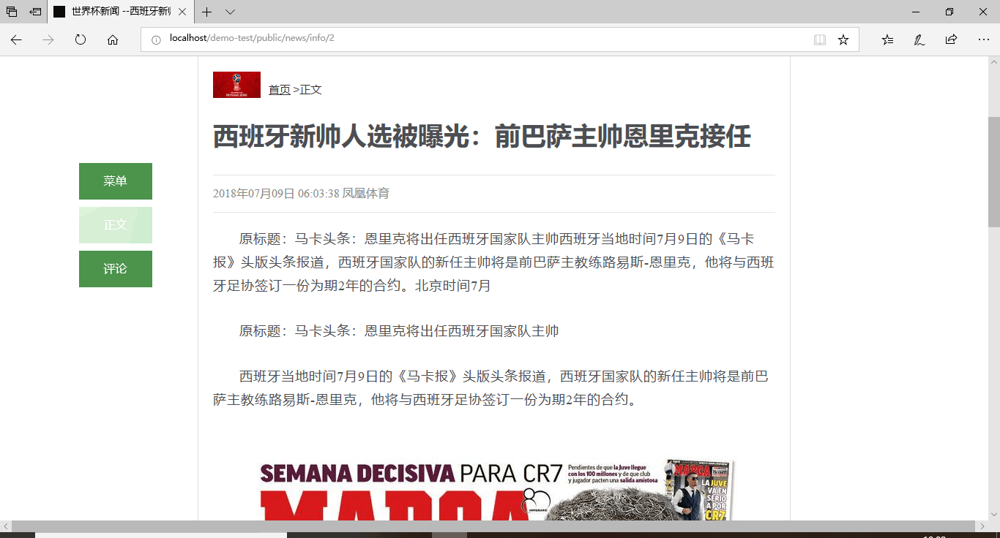 世界杯新闻 --西班牙新帅
localhost/demo-test/public/news/info/2
RUSSIA 2018
首页 >正文
西班牙新帅人选被曝光：前巴萨主帅恩里克接任
菜单
正文
评论
2018年07月09日 06:03:38 凤凰体育
原标题：马卡头条：恩里克将出任西班牙国家队主帅西班牙当地时间7月9日的《马卡
报》头版头条报道，西班牙国家队的新任主帅将是前巴萨主教练路易斯-恩里克，他将与西班
牙足协签订一份为期2年的合约。北京时间7月
原标题：马卡头条：恩里克将出任西班牙国家队主帅
西班牙当地时间7月9日的《马卡报》头版头条报道，西班牙国家队的新任主帅将是前巴
萨主教练路易斯-恩里克，他将与西班牙足协签订一份为期2年的合约。
SEMANA DECISIVA PARA CR7
Pendientes de que la Juve llegue
con los 100 millones y de que club
y jugador pacten una salida amistosa
MARCA
ANIVERSARIO
MARCA
LA JUVE
VA EN
SERIO
A POR
CR7